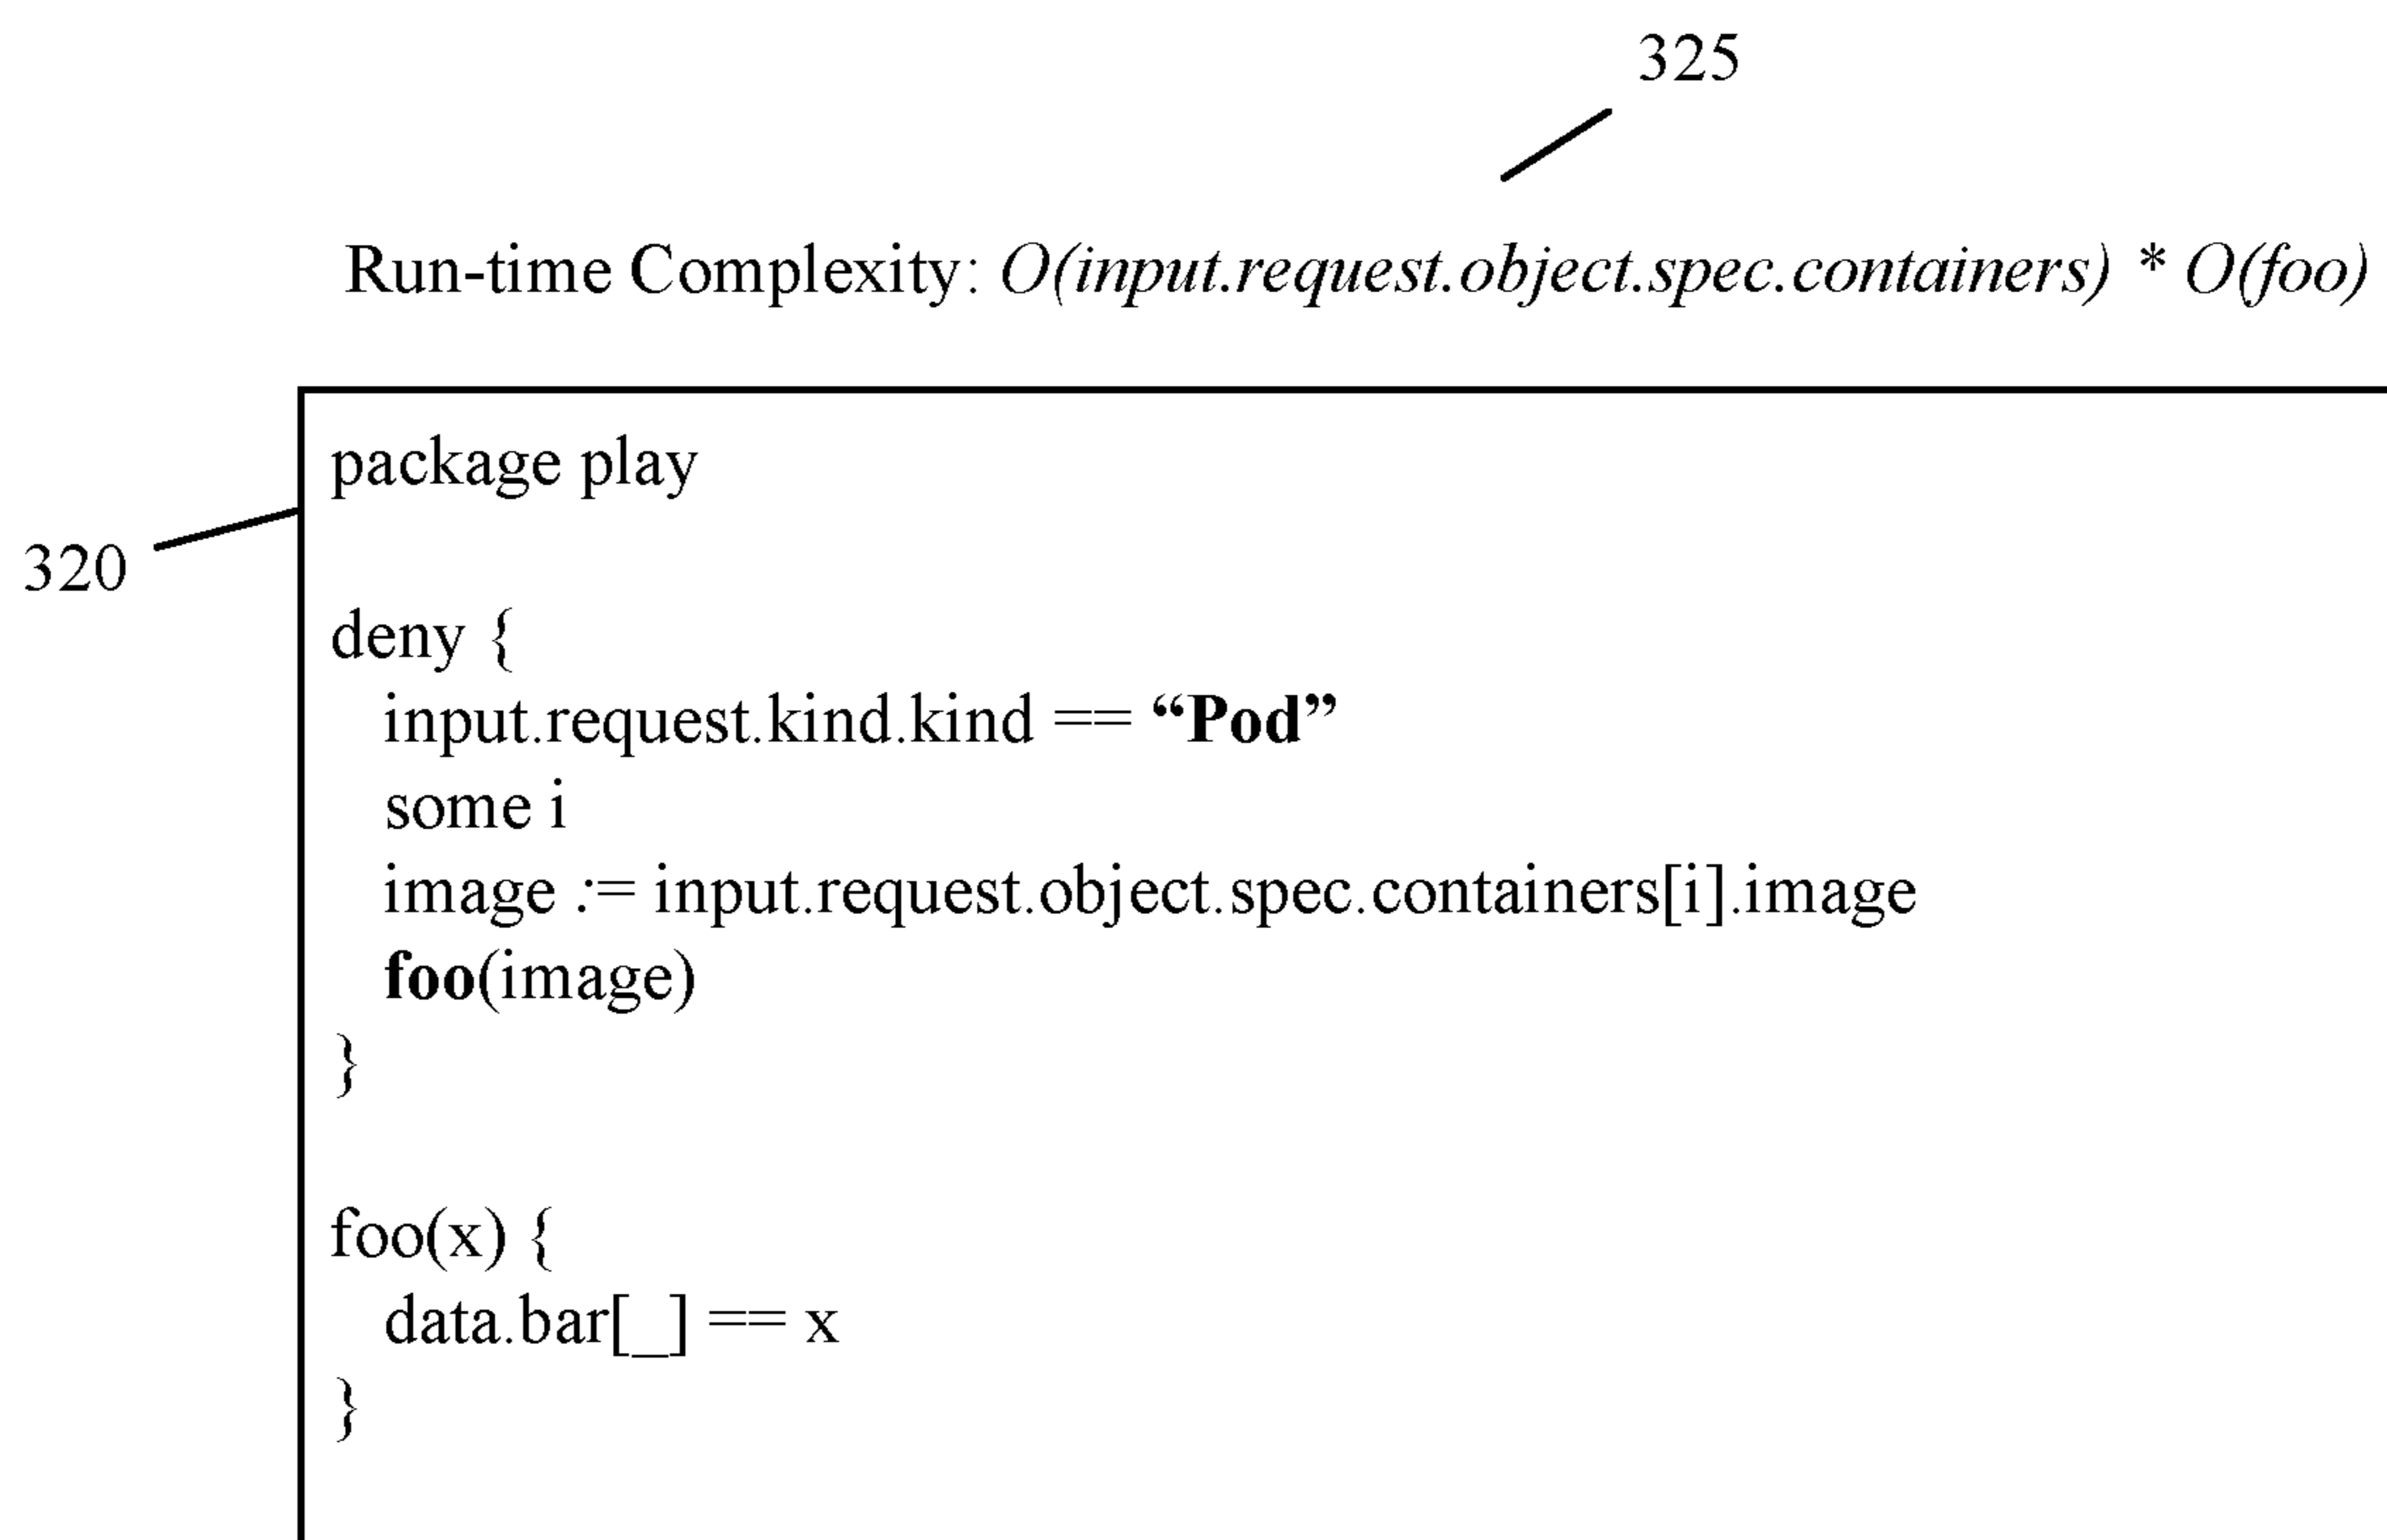 325
Run-time Complexity: O(input.request.object.spec.containers) * O(foo)
package play
320
deny {
input.request.kind.kind == “Pod”
some i
image := input.request.object.spec.containers[i].image
foo(image)
}
foo(x) {
data.bar[_] == x
}